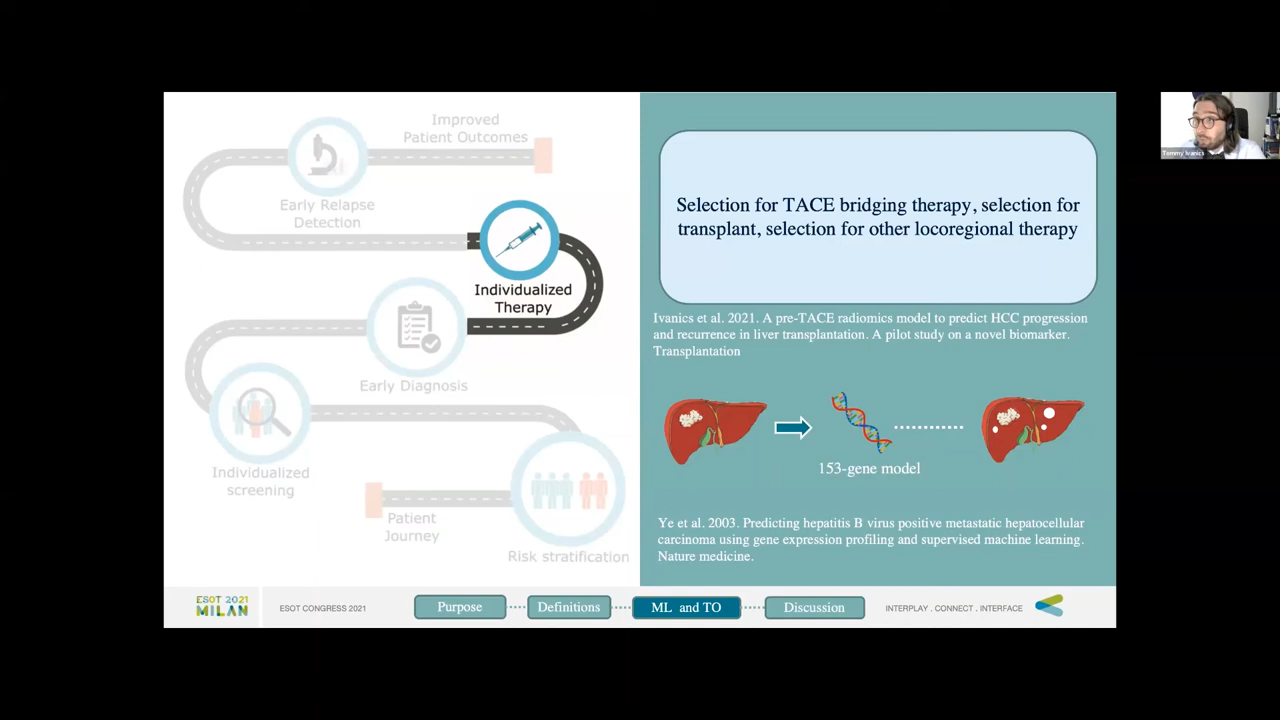 Improved
Patient Outcomes
Early Relapse
Detection
Individualized
Therapy
Early Diagnosis
Individualized
screening
Patient
Journey
Risk stratification
Selection for TACE bridging therapy, selection for
transplant, selection for other locoregional therapy
Ivanics et al. 2021. A pre-TACE radiomics model to predict HCC progression
and recurrence in liver transplantation. A pilot study on a novel biomarker.
Transplantation
153-gene model
Ye et al. 2003. Predicting hepatitis B virus positive metastatic hepatocellular
carcinoma using gene expression profiling and supervised machine learning.
Nature medicine.
ESOT 2021
MILAN
ESOT CONGRESS 2021
Purpose
Definitions
ML and TO
Discussion
INTERPLAY . CONNECT . INTERFACE
Tommy Ivanics